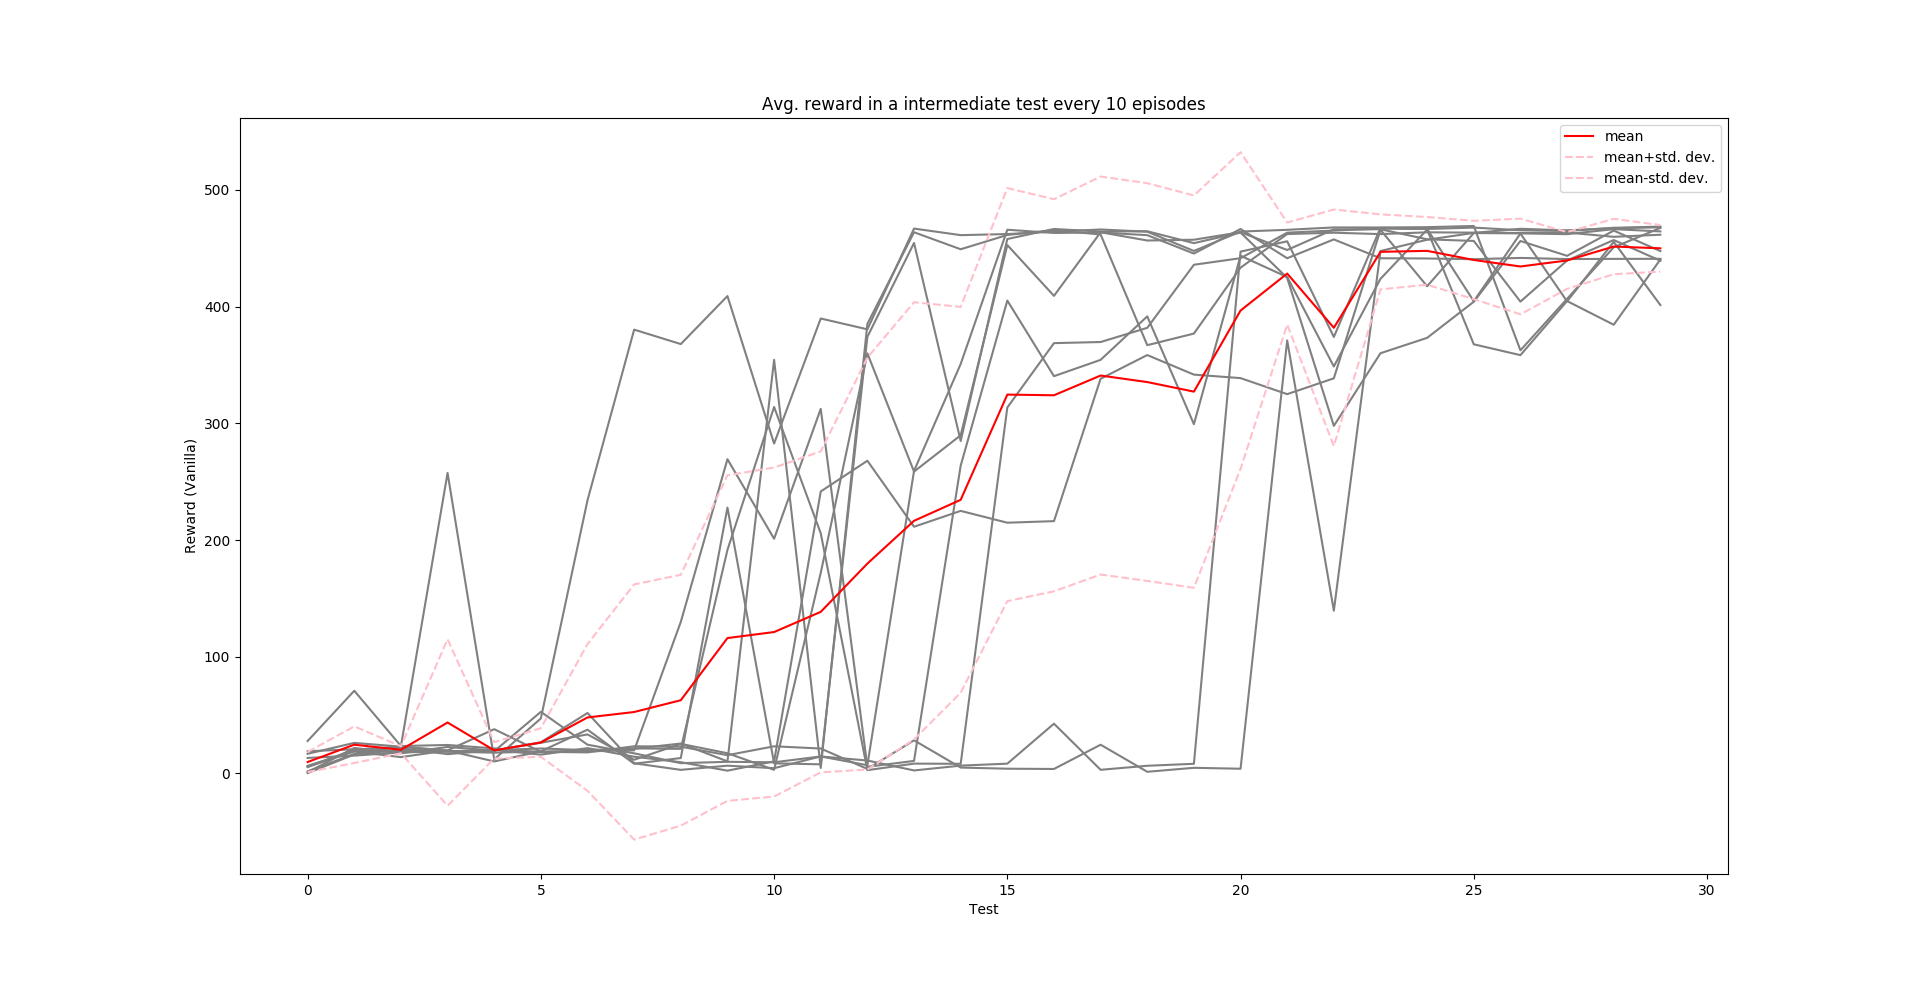 Avg. reward in a intermediate test every 10 episodes
mean
mean+std. dev.
mean-std. dev.
Reward (Vanilla)
500
400
300
200
100
0
0 5 10 15 20 25 30
Test